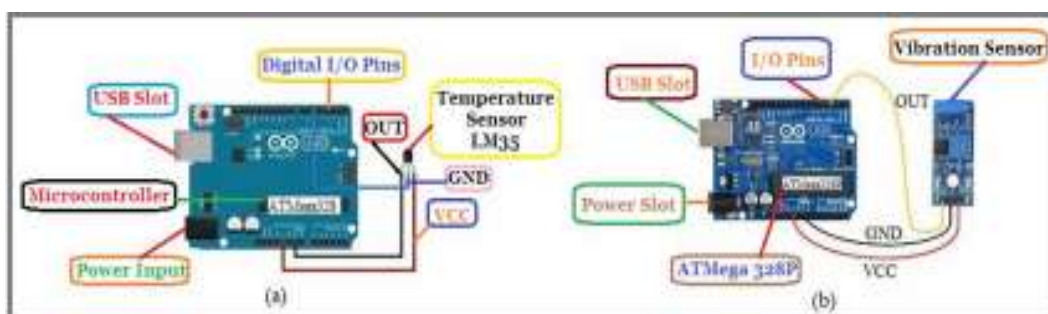 Digital I/O Pins
USB Slot
OUT
Temperature
Sensor
LM35
GND
Microcontroller
VCC
Power Input
(a)
Vibration Sensor
I/O Pins
USB Slot
OUT
Power Slot
GND
VCC
ATMega 328P
(b)